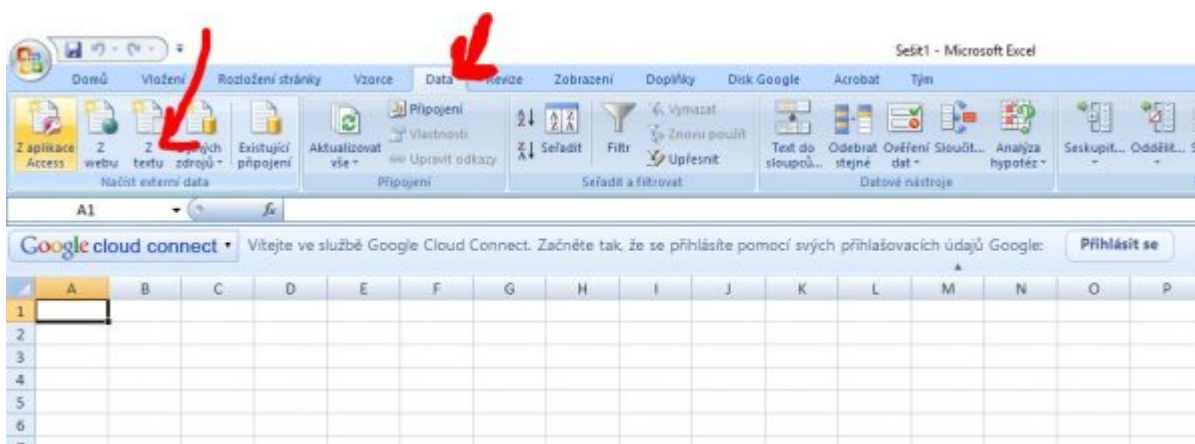 Sešit1 - Microsoft Excel
Domů Vložení Rozložení stránky Vzorce Data Revize Zobrazení Doplňky Disk Google Acrobat Tým
Z aplikace Access
Z webu
Z textu
zdrojů
Existující připojení
Načíst externí data
Aktualizovat vše
Připojení
Vlastnosti
Upravit odkazy
Připojení
Seřadit
Filtr
Vymazat
Znovu použít
Upřesnit
Seřadit a filtrovat
Text do sloupců...
Odebrat stejné
Ověření dat
Sloučit...
Analýza hypotéz
Datové nástroje
Seskupit...
Oddělit...
A1 fx
Google cloud connect Vítejte ve službě Google Cloud Connect. Začněte tak, že se přihlásíte pomocí svých přihlašovacích údajů Google: Přihlásit se
A B C D E F G H I J K L M N O P
1
2
3
4
5
6